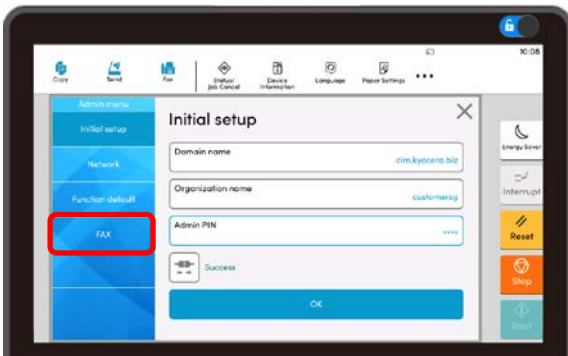 10:08
Copy
Send
Fax
Status/
Job Cancel
Device
Information
Language
Paper Settings
Admin menu
Initial setup
Network
Function default
FAX
Initial setup
Domain name
cim.kyocera.biz
Organization name
customersg
Admin PIN
••••
Success
OK
Energy Saver
Interrupt
Reset
Stop
Start